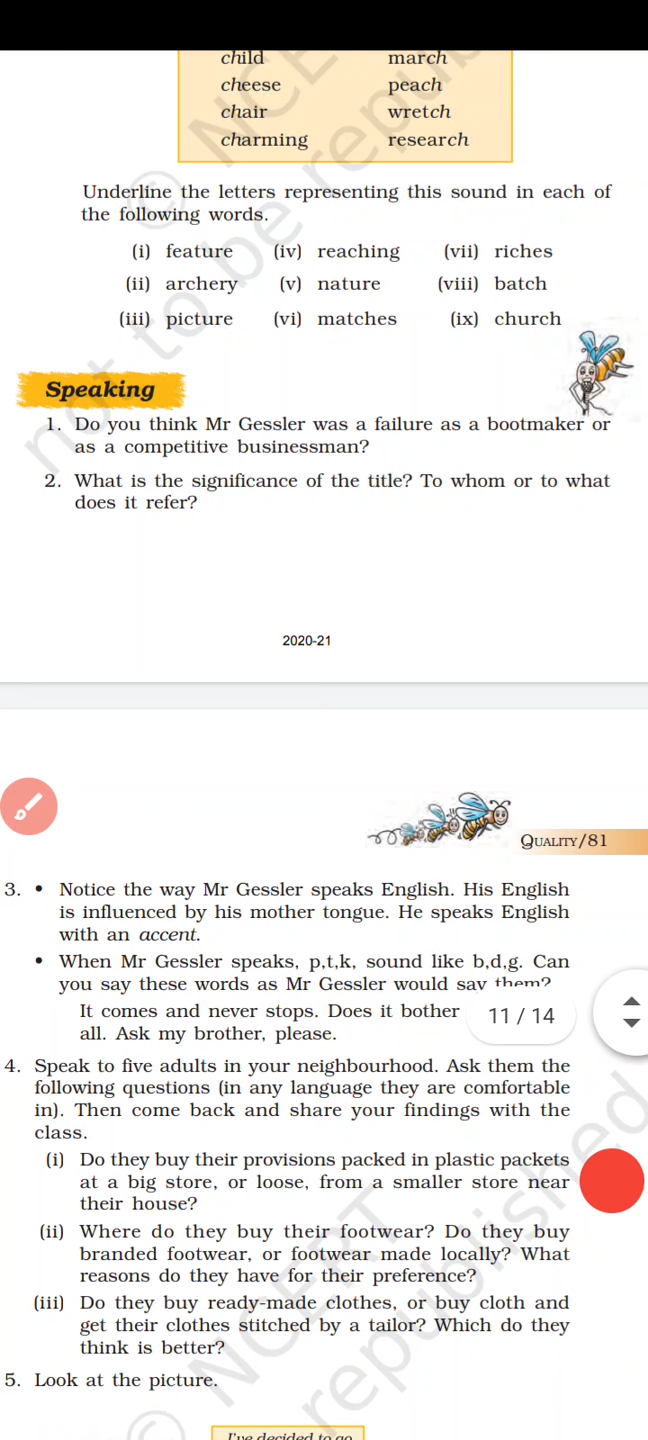 child march
cheese peach
chair wretch
charming research
Underline the letters representing this sound in each of
the following words.
(i) feature (iv) reaching (vii) riches
(ii) archery (v) nature (viii) batch
(iii) picture (vi) matches (ix) church
Speaking
1. Do you think Mr Gessler was a failure as a bootmaker or
as a competitive businessman?
2. What is the significance of the title? To whom or to what
does it refer?
2020-21
QUALITY/81
3. • Notice the way Mr Gessler speaks English. His English
is influenced by his mother tongue. He speaks English
with an accent.
• When Mr Gessler speaks, p,t,k, sound like b,d,g. Can
you say these words as Mr Gessler would say them?
It comes and never stops. Does it bother
11 / 14
all. Ask my brother, please.
4. Speak to five adults in your neighbourhood. Ask them the
following questions (in any language they are comfortable
in). Then come back and share your findings with the
class.
(i) Do they buy their provisions packed in plastic packets
at a big store, or loose, from a smaller store near
their house?
(ii) Where do they buy their footwear? Do they buy
branded footwear, or footwear made locally? What
reasons do they have for their preference?
(iii) Do they buy ready-made clothes, or buy cloth and
get their clothes stitched by a tailor? Which do they
think is better?
5. Look at the picture.
I've decided to go
© NCERT
not to be republished
© NCERT
republished